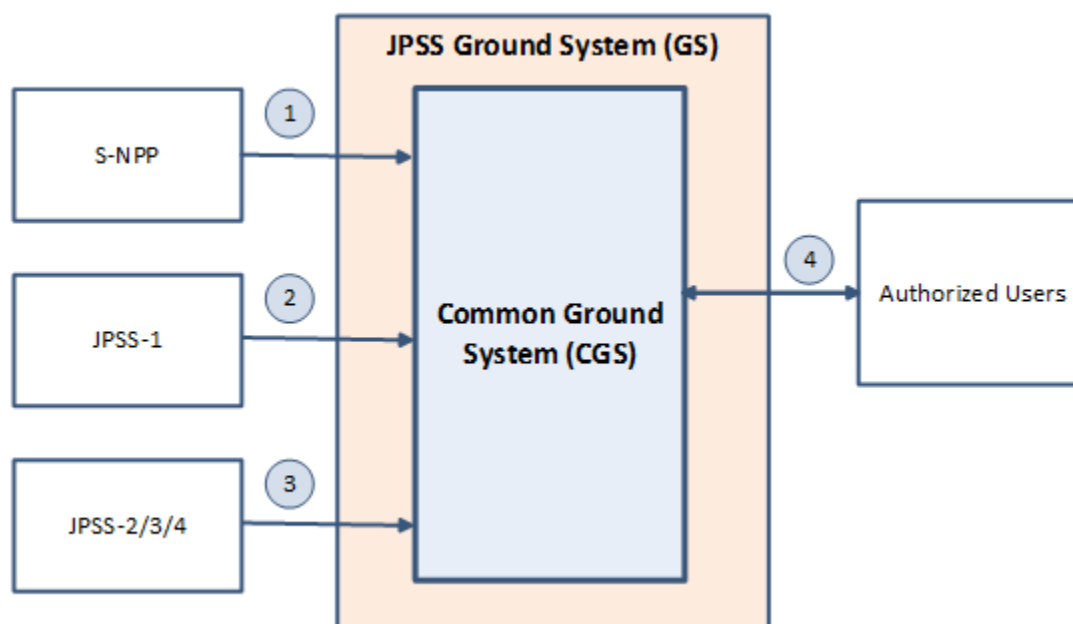 JPSS Ground System (GS)
1
S-NPP
2
JPSS-1
3
JPSS-2/3/4
Common Ground
System (CGS)
4
Authorized Users